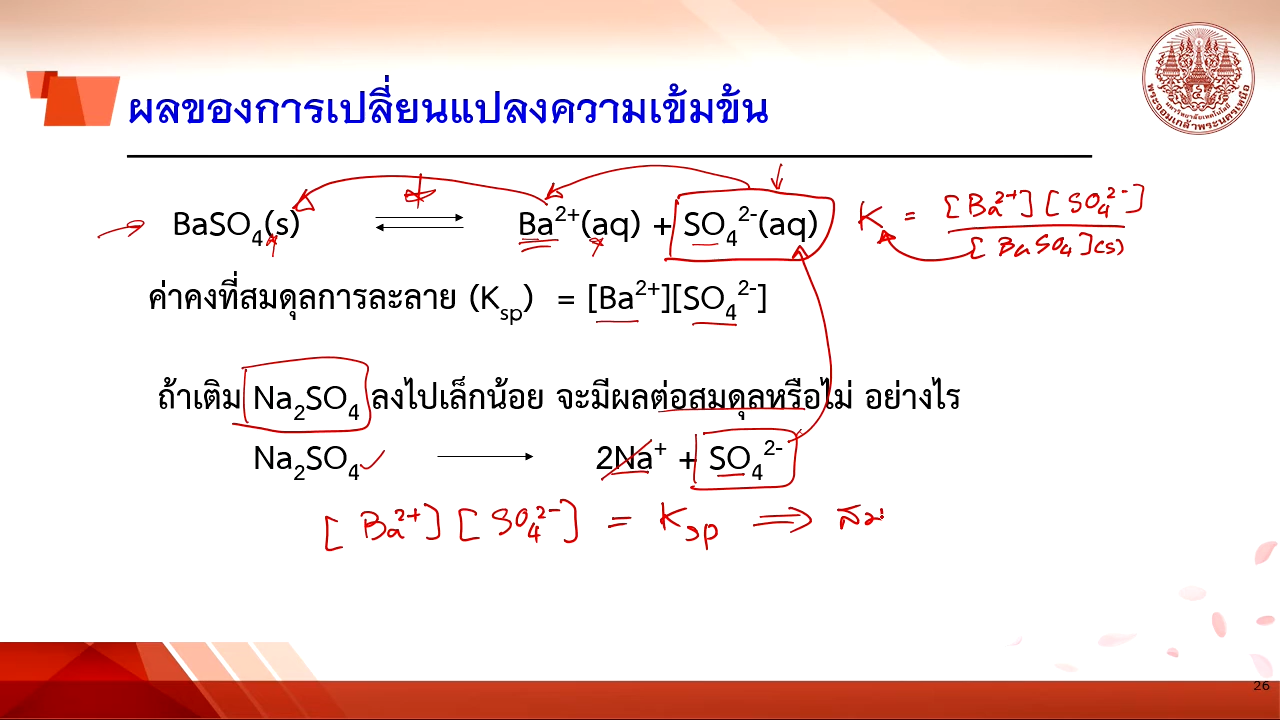 ผลของการเปลี่ยนแปลงความเข้มข้น
BaSO4(s) ⇌ Ba2+(aq) + SO42-(aq)
K = [Ba2+][SO42-]
[BaSO4](s)
ค่าคงที่สมดุลการละลาย (Ksp) = [Ba2+][SO42-]
ถ้าเติม Na2SO4 ลงไปเล็กน้อย จะมีผลต่อสมดุลหรือไม่ อย่างไร
Na2SO4 → 2Na+ + SO42-
[Ba2+][SO42-] = Ksp ⇒
26